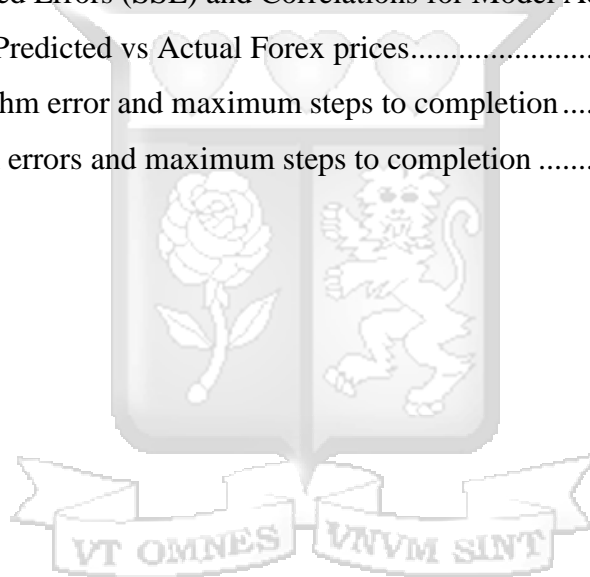 ed Errors (SSE) and Correlations for Model A
Predicted vs Actual Forex prices......................
hm error and maximum steps to completion ....
errors and maximum steps to completion .......
VT OMNES VNVM SINT